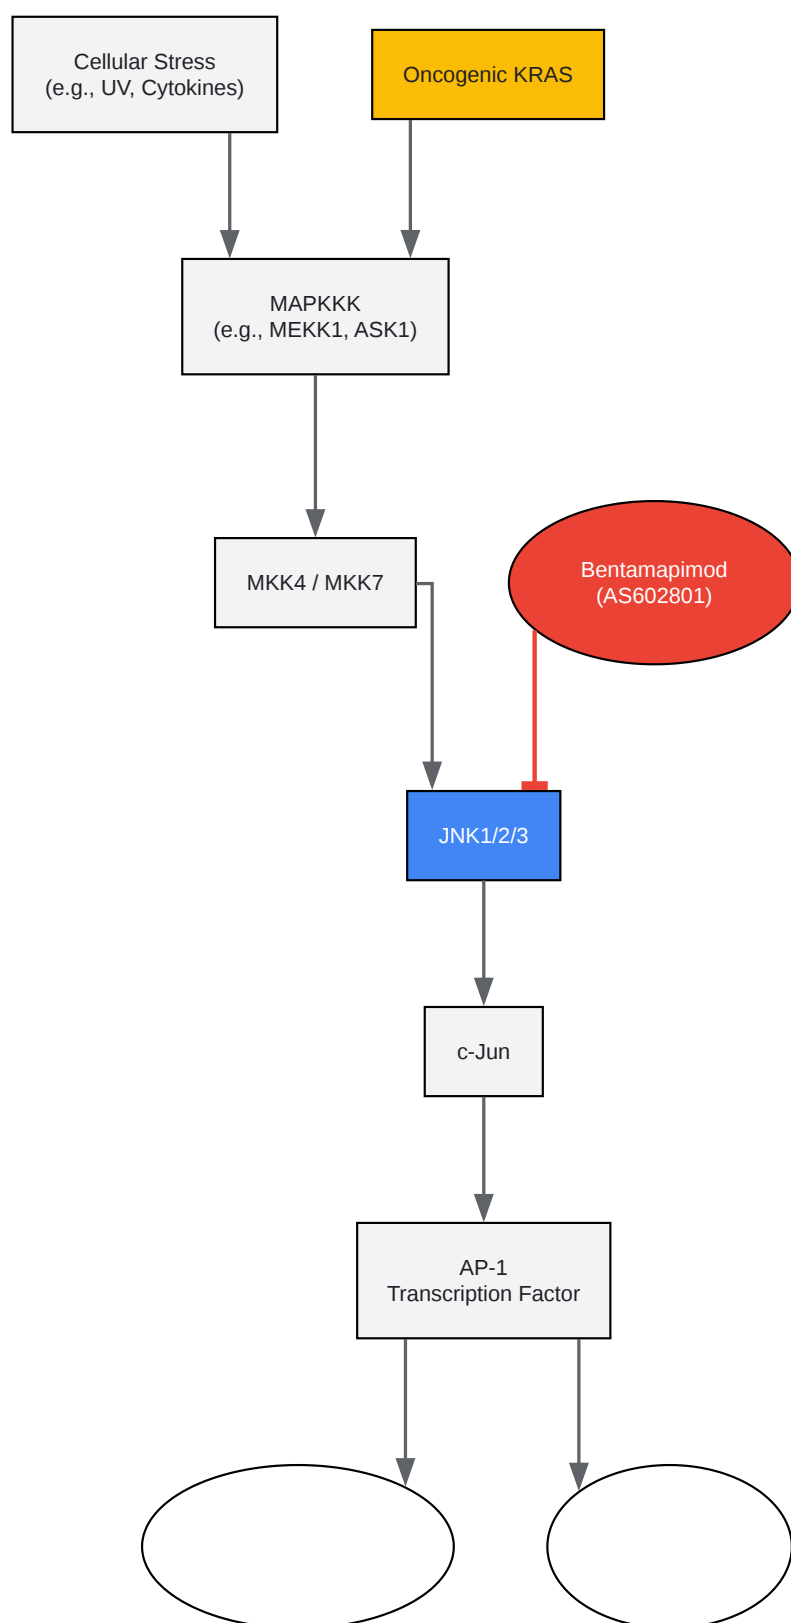 Cellular Stress
(e.g., UV, Cytokines)
Oncogenic KRAS
MAPKKK
(e.g., MEKK1, ASK1)
MKK4 / MKK7
Bentamapimod
(AS602801)
JNK1/2/3
c-Jun
AP-1
Transcription Factor